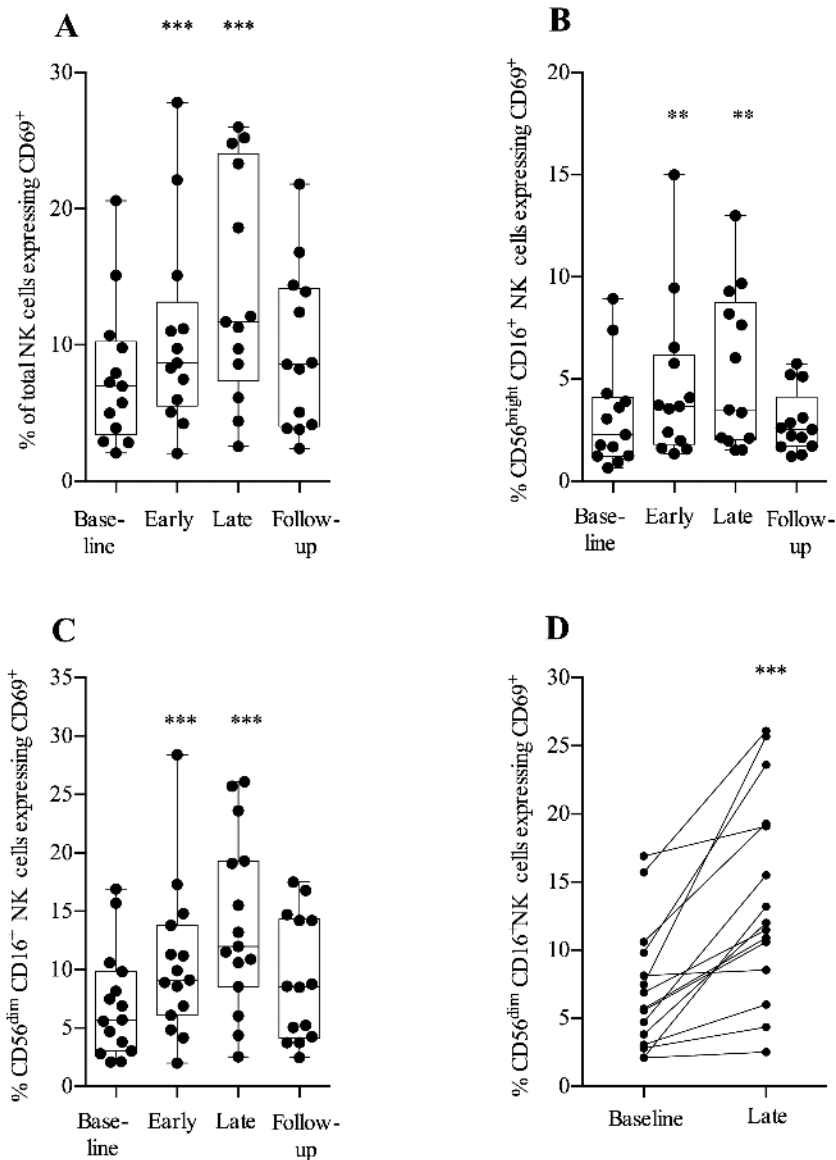 A
*** ***
% of total NK cells expressing CD69+
30
20
10
0
Base-
line
Early
Late
Follow-
up
B
** **
% CD56bright CD16+ NK cells expressing CD69+
20
15
10
5
0
Base-
line
Early
Late
Follow-
up
C
*** ***
% CD56dim CD16+ NK cells expressing CD69+
35
30
25
20
15
10
5
0
Base-
line
Early
Late
Follow-
up
D
***
% CD56dim CD16+NK cells expressing CD69+
30
25
20
15
10
5
0
Baseline
Late